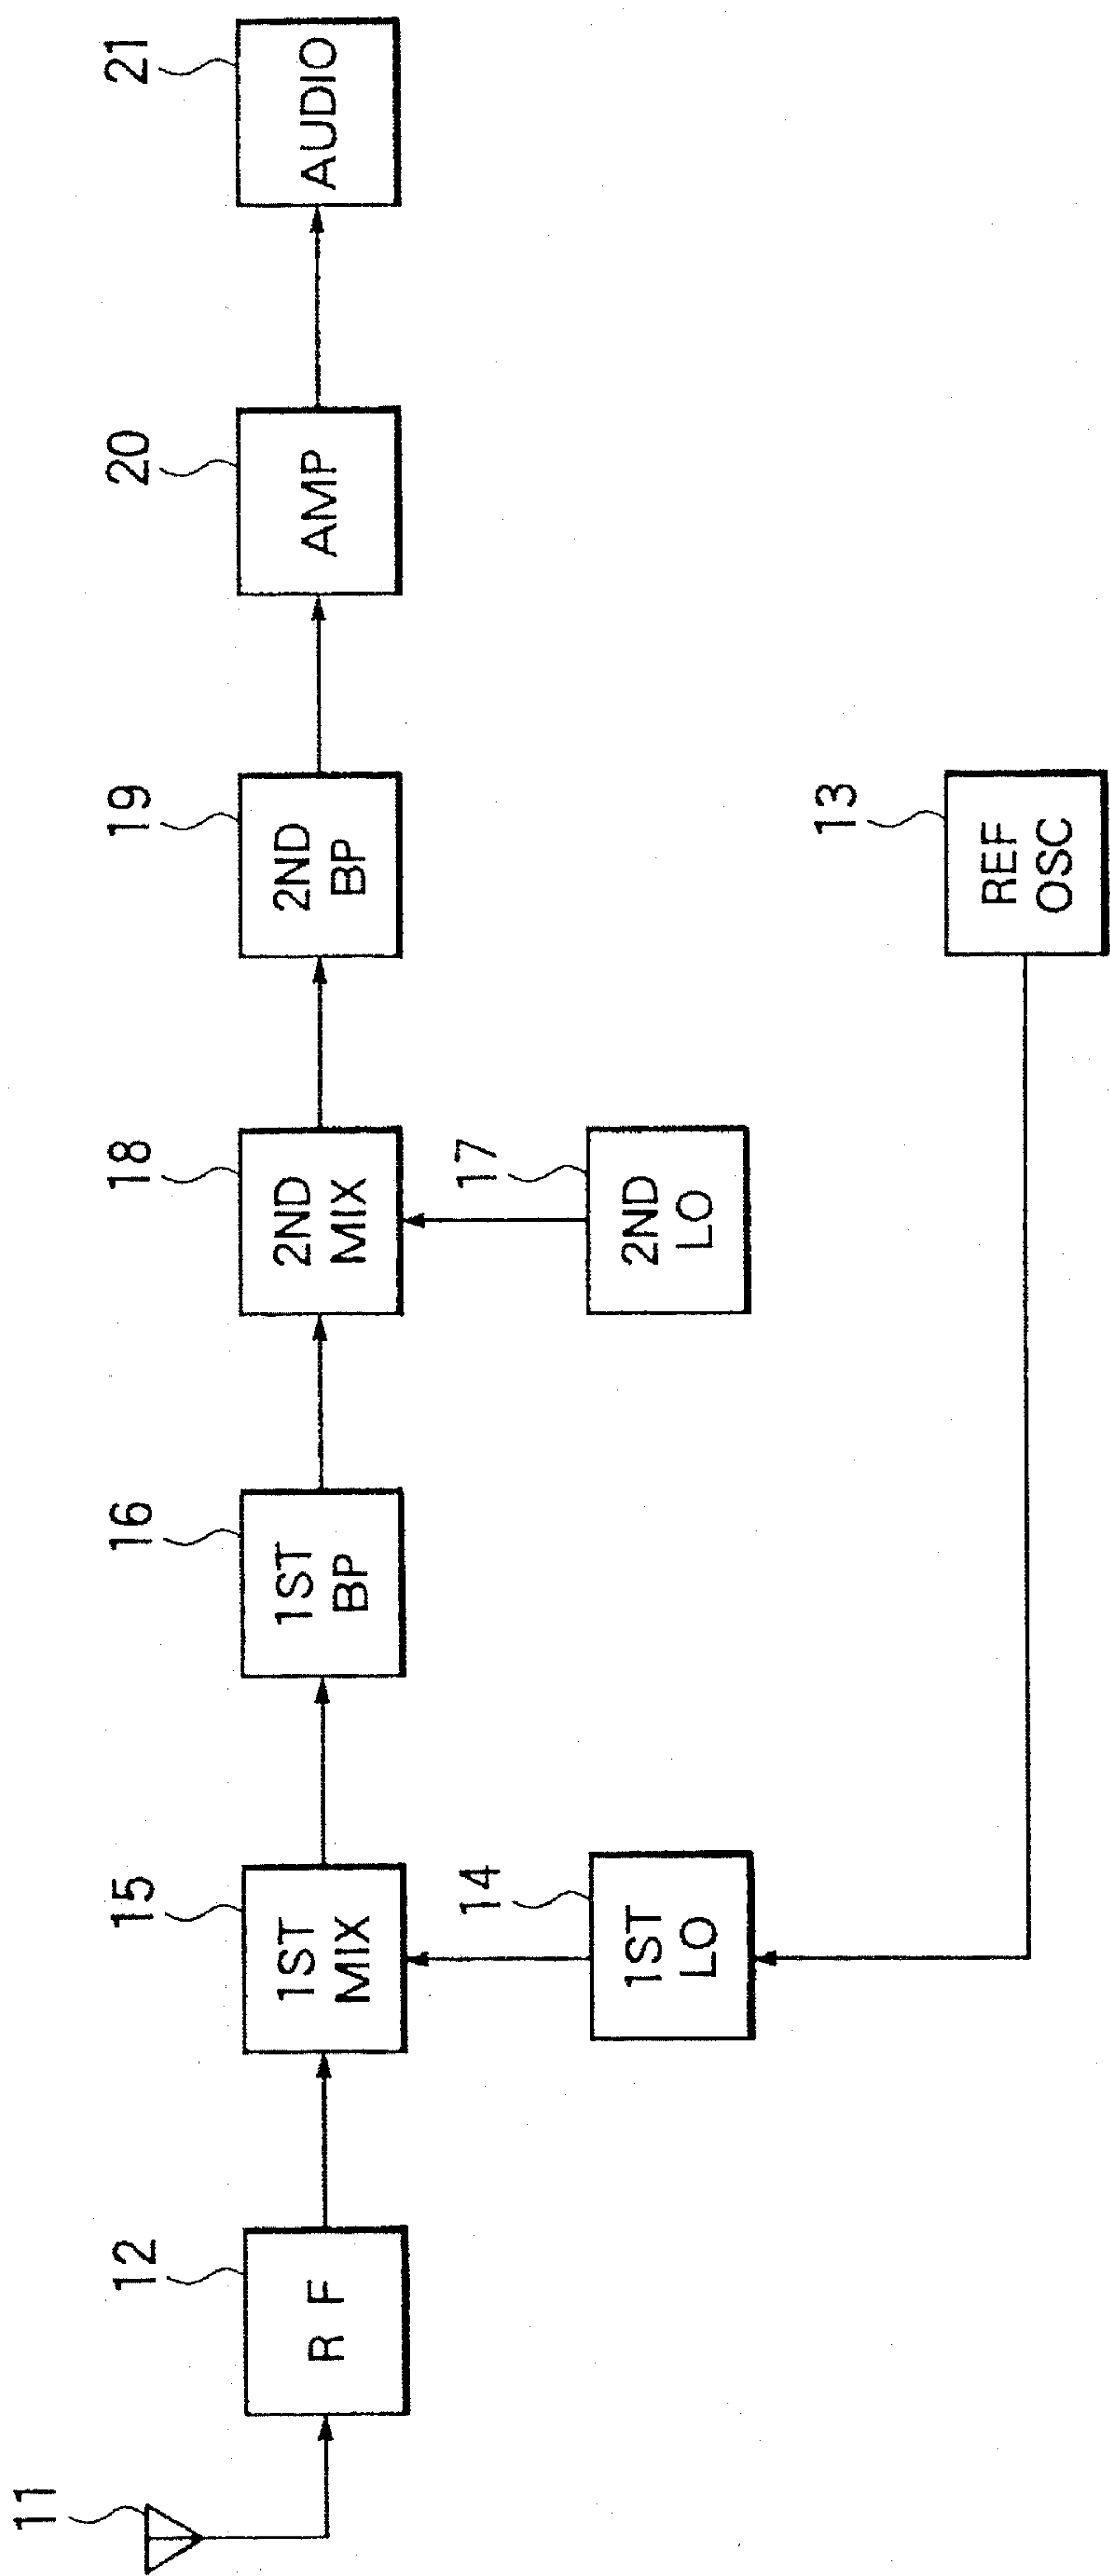 11
12
R F
15
1ST
MIX
16
1ST
BP
18
2ND
MIX
19
2ND
BP
20
AMP
21
AUDIO
14
1ST
LO
17
2ND
LO
13
REF
OSC